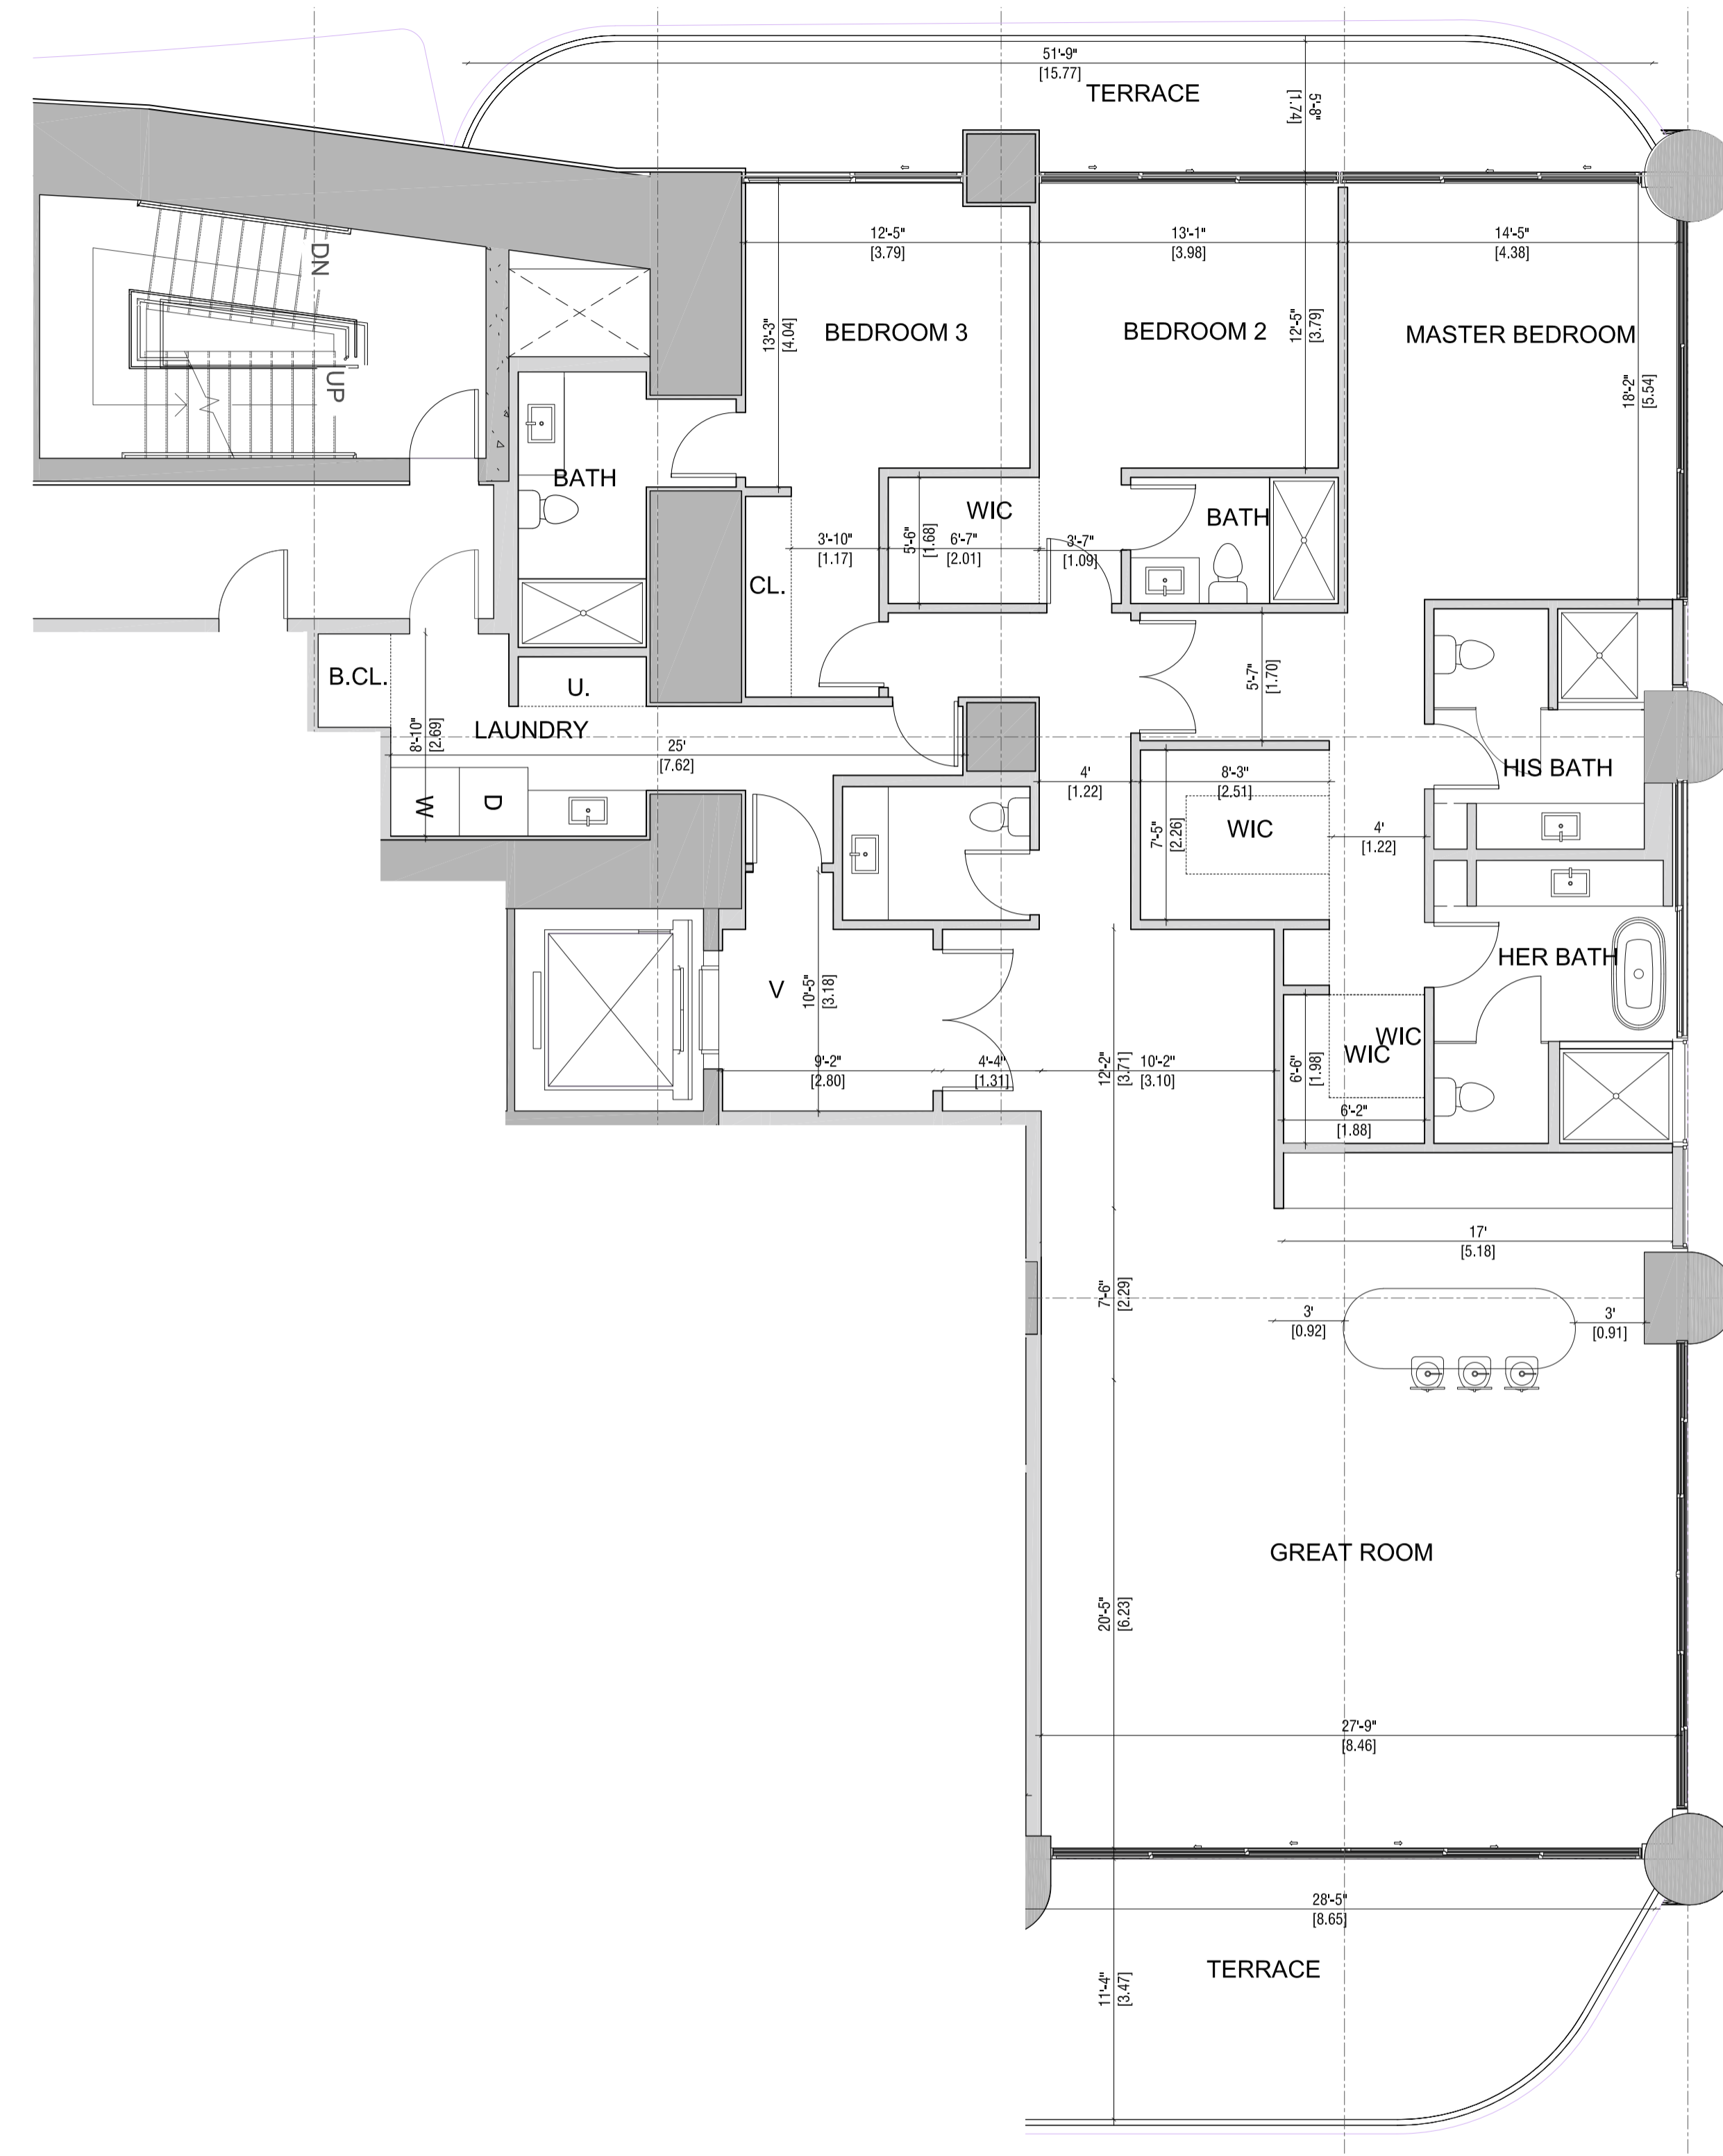 51'-9"
[15.77]
TERRACE
5'-8"
[1.74]
12'-5"
[3.79]
13'-1"
[3.98]
14'-5"
[4.38]
DN
UP
13'-3"
[4.04]
BEDROOM 3
BEDROOM 2
12'-5"
[3.79]
MASTER BEDROOM
18'-2"
[5.54]
BATH
WIC
BATH
3'-10"
[1.17]
5'-6"
[1.68]
6'-7"
[2.01]
3'-7"
[1.09]
CL.
B.CL.
U.
5'-7"
[1.70]
LAUNDRY
8'-10"
[2.69]
25'
[7.62]
W
D
4'
[1.22]
8'-3"
[2.51]
HIS BATH
7'-5"
[2.26]
WIC
4'
[1.22]
HER BATH
V
10'-5"
[3.18]
9'-2"
[2.80]
4'-4"
[1.31]
12'-2"
[3.71]
10'-2"
[3.10]
6'-6"
[1.98]
WIC
WIC
6'-2"
[1.88]
17'
[5.18]
7'-6"
[2.29]
3'
[0.92]
3'
[0.91]
GREAT ROOM
20'-5"
[6.23]
27'-9"
[8.46]
28'-5"
[8.65]
TERRACE
11'-4"
[3.47]